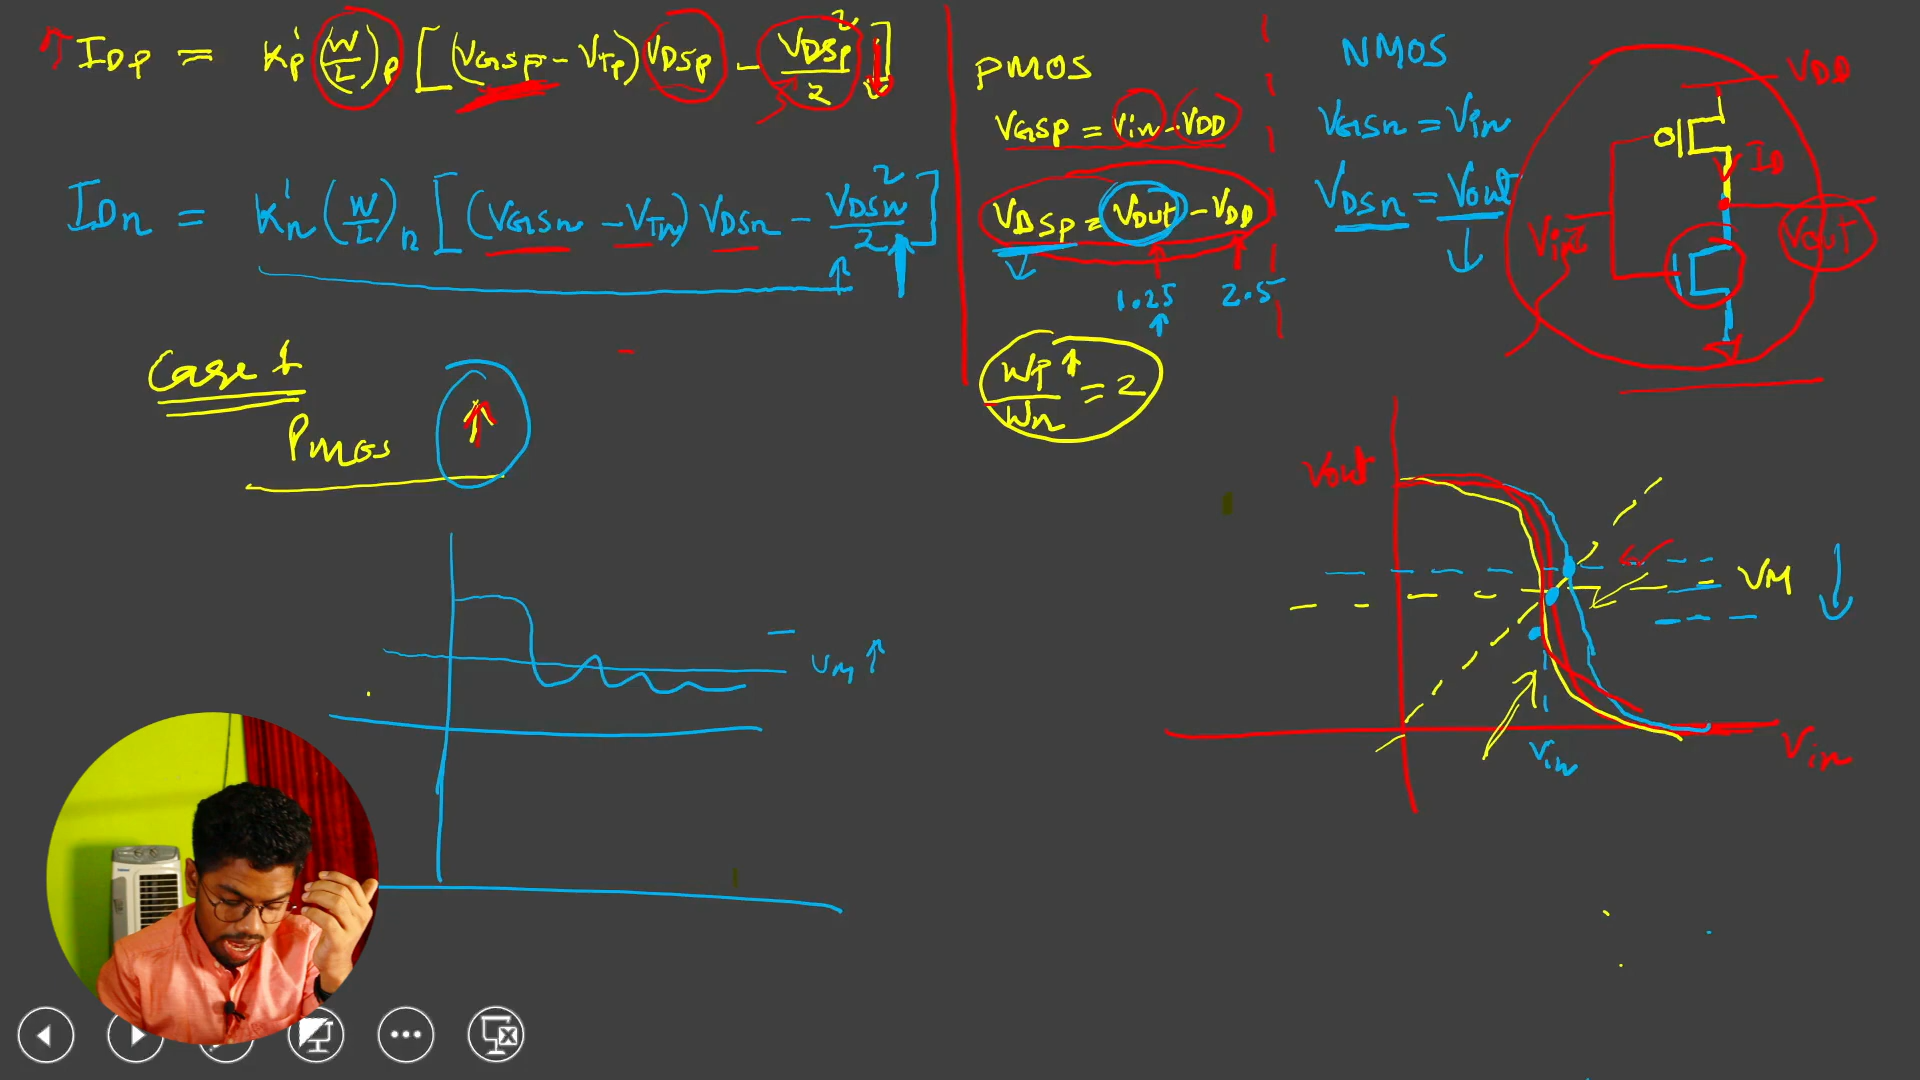 ↑ IDp = K'p (W/L)p [(VGSp - VTp) VDSp - VDSp²/2] ↓
IDn = K'n (W/L)n [(VGSn - VTn) VDSn - VDSn²/2]
PMOS
VGSP = Vin - VDD
VDSP = VOut - VDD
1.25 2.5
WP↑/Wn = 2
NMOS
VGSn = Vin
VDSn = Vout
VDD
ID
Vin
Vout
Case 1
PMOS ↑
VM ↑
Vout
VM ↓
Vin
Vin